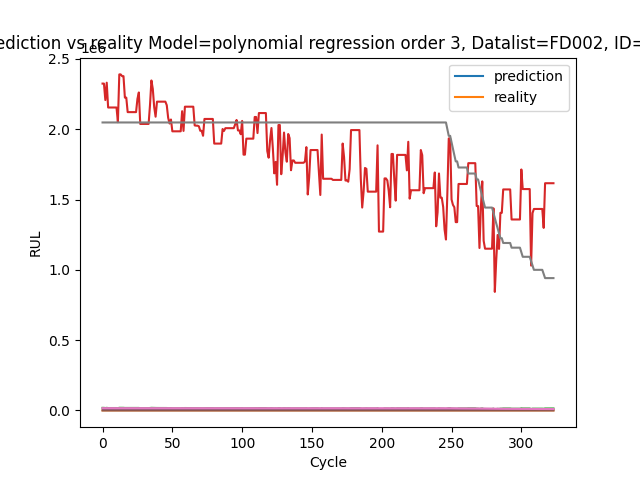 ediction vs reality Model=polynomial regression order 3, Datalist=FD002, ID=
1e6
2.5
2.0
1.5
1.0
0.5
0.0
RUL
prediction
reality
0 50 100 150 200 250 300
Cycle